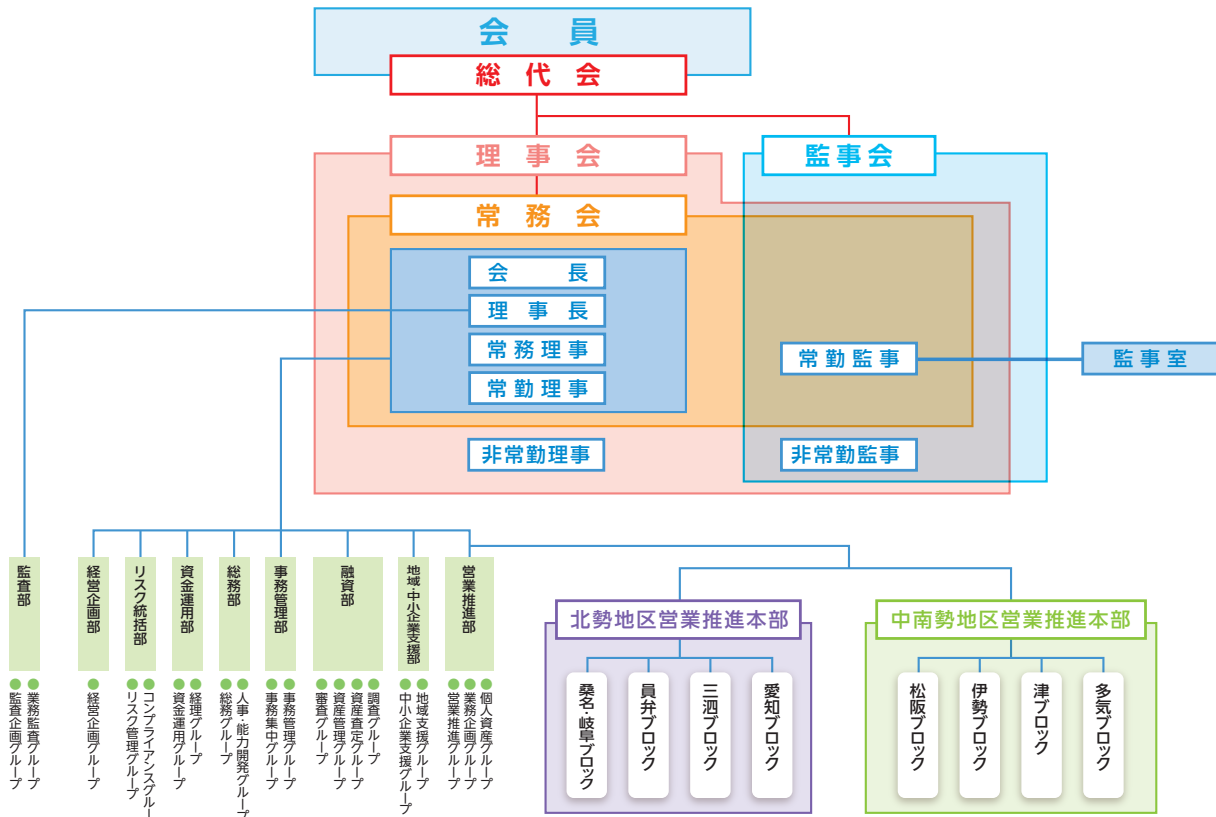 会員
総代会
理事会
監事会
常務会
会長
理事長
常務理事
常勤理事
常勤監事
監事室
非常勤理事
非常勤監事
監査部
経営企画部
リスク統括部
資金運用部
総務部
事務管理部
融資部
地域・中小企業支援部
営業推進部
監査企画グループ
業務監査グループ
経営企画グループ
リスク管理グループ
コンプライアンスグルー
資金運用グループ
経理グループ
総務グループ
人事・能力開発グループ
事務集中グループ
事務管理グループ
審査グループ
資産管理グループ
資産査定グループ
調査グループ
中小企業支援グループ
地域支援グループ
営業推進グループ
業務企画グループ
個人資産グループ
北勢地区営業推進本部
桑名・岐阜ブロック
員弁ブロック
三泗ブロック
愛知ブロック
中南勢地区営業推進本部
松阪ブロック
伊勢ブロック
津ブロック
多気ブロック